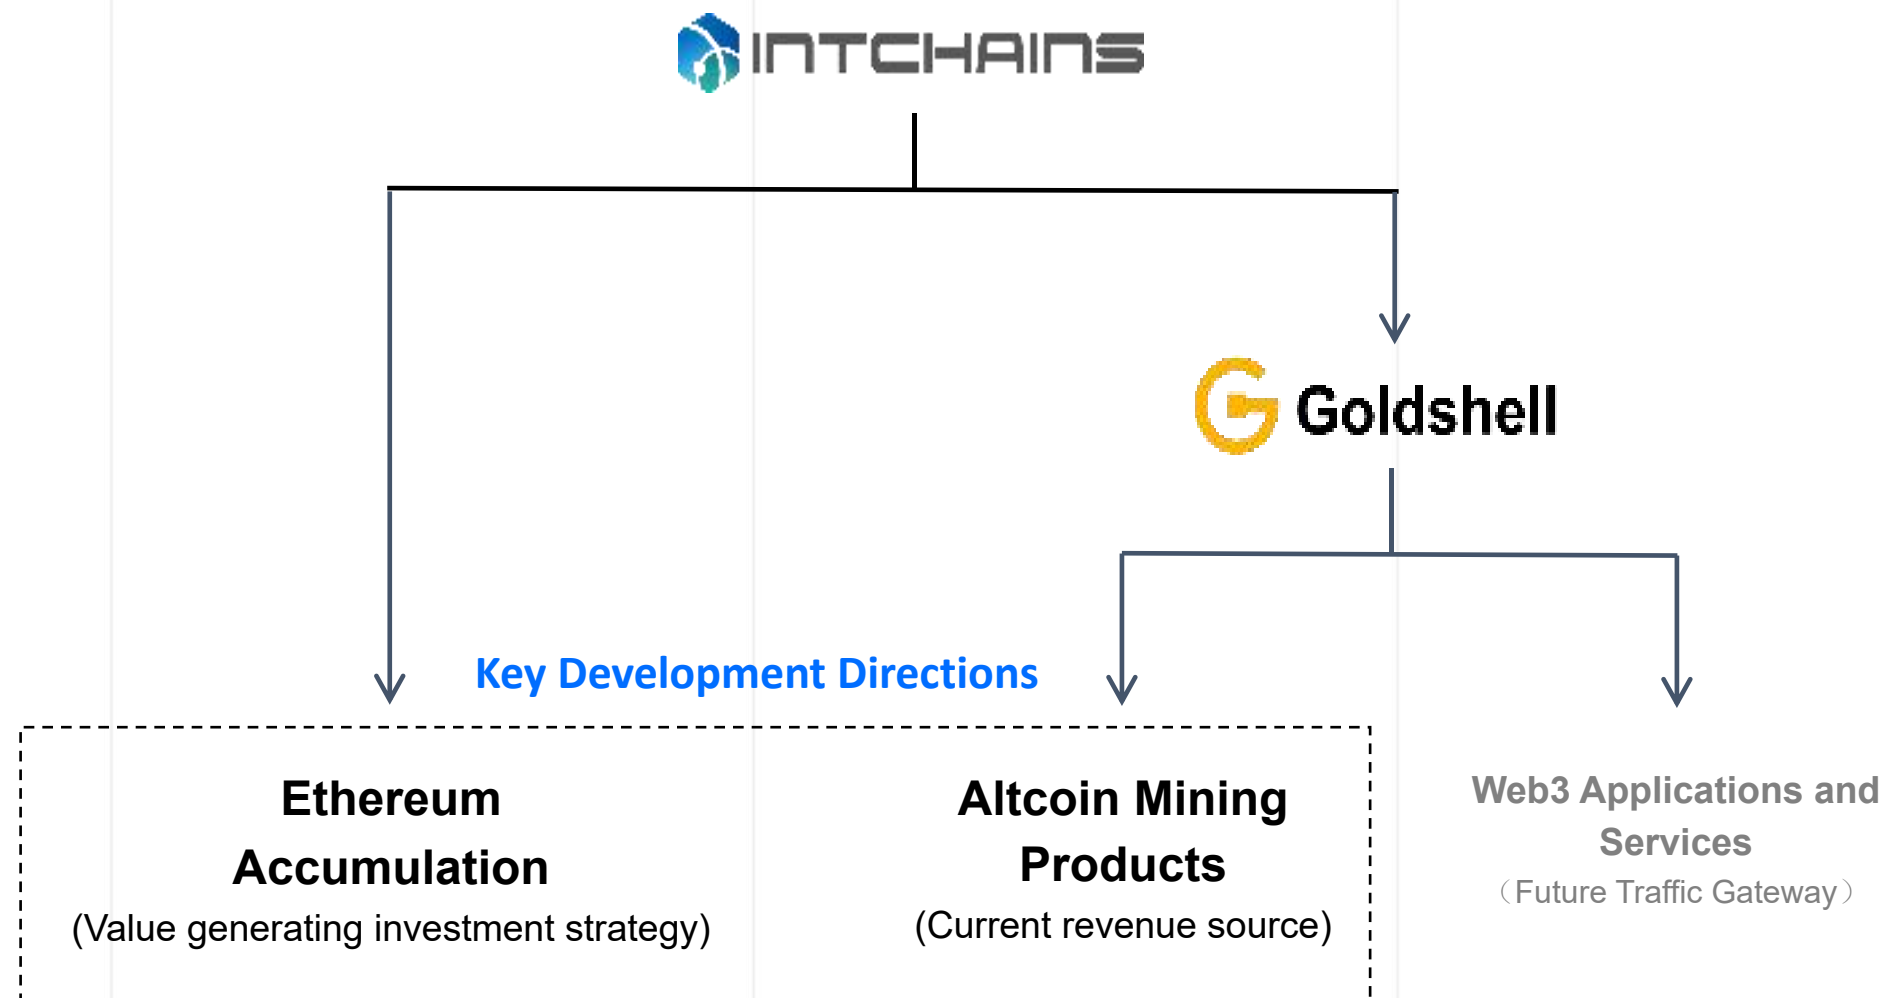 INTCHAINS
Goldshell
Key Development Directions
Ethereum
Accumulation
(Value generating investment strategy)
Altcoin Mining
Products
(Current revenue source)
Web3 Applications and
Services
（Future Traffic Gateway）